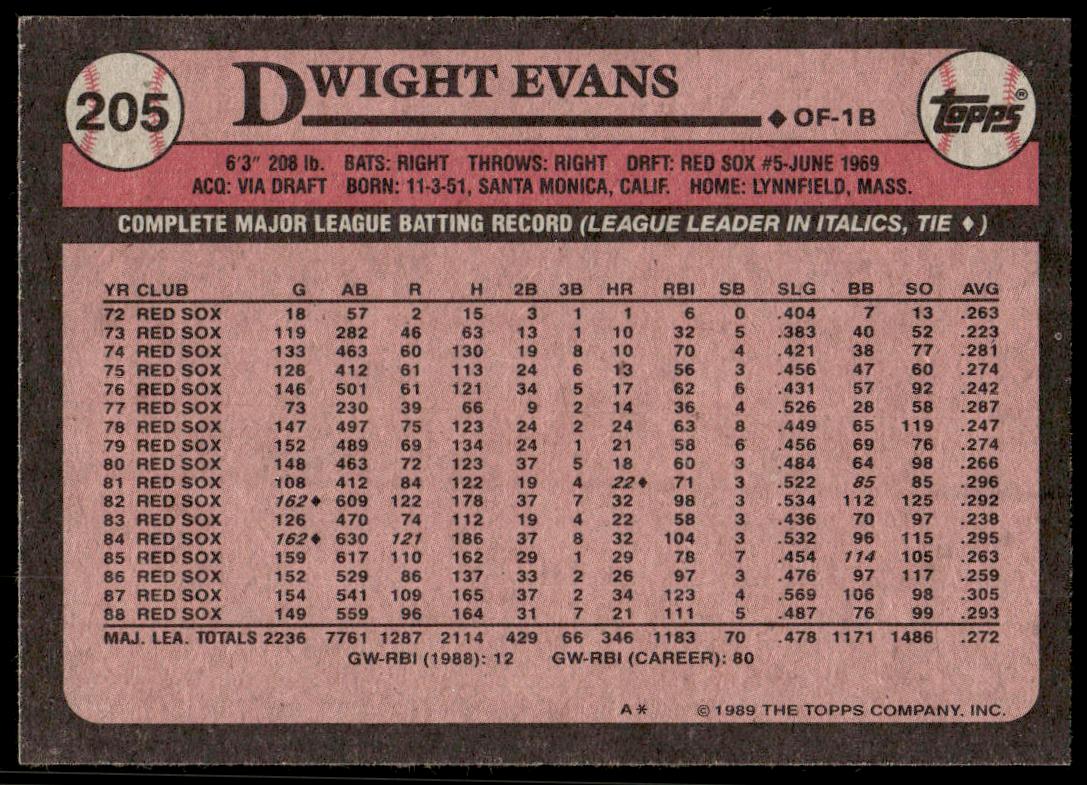 205
DWIGHT EVANS
◆ OF-1B
topps®
6'3" 208 lb. BATS: RIGHT THROWS: RIGHT DRFT: RED SOX #5-JUNE 1969
ACQ: VIA DRAFT BORN: 11-3-51, SANTA MONICA, CALIF. HOME: LYNNFIELD, MASS.
COMPLETE MAJOR LEAGUE BATTING RECORD (LEAGUE LEADER IN ITALICS, TIE ♦)
YR CLUB G AB R H 2B 3B HR RBI SB SLG BB SO AVG
72 RED SOX 18 57 2 15 3 1 1 6 0 .404 7 13 .263
73 RED SOX 119 282 46 63 13 1 10 32 5 .383 40 52 .223
74 RED SOX 133 463 60 130 19 8 10 70 4 .421 38 77 .281
75 RED SOX 128 412 61 113 24 6 13 56 3 .456 47 60 .274
76 RED SOX 146 501 61 121 34 5 17 62 6 .431 57 92 .242
77 RED SOX 73 230 39 66 9 2 14 36 4 .526 28 58 .287
78 RED SOX 147 497 75 123 24 2 24 63 8 .449 65 119 .247
79 RED SOX 152 489 69 134 24 1 21 58 6 .456 69 76 .274
80 RED SOX 148 463 72 123 37 5 18 60 3 .484 64 98 .266
81 RED SOX 108 412 84 122 19 4 22♦ 71 3 .522 85 85 .296
82 RED SOX 162♦ 609 122 178 37 7 32 98 3 .534 112 125 .292
83 RED SOX 126 470 74 112 19 4 22 58 3 .436 70 97 .238
84 RED SOX 162♦ 630 121 186 37 8 32 104 3 .532 96 115 .295
85 RED SOX 159 617 110 162 29 1 29 78 7 .454 114 105 .263
86 RED SOX 152 529 86 137 33 2 26 97 3 .476 97 117 .259
87 RED SOX 154 541 109 165 37 2 34 123 4 .569 106 98 .305
88 RED SOX 149 559 96 164 31 7 21 111 5 .487 76 99 .293
MAJ. LEA. TOTALS 2236 7761 1287 2114 429 66 346 1183 70 .478 1171 1486 .272
GW-RBI (1988): 12 GW-RBI (CAREER): 80
A* © 1989 THE TOPPS COMPANY, INC.